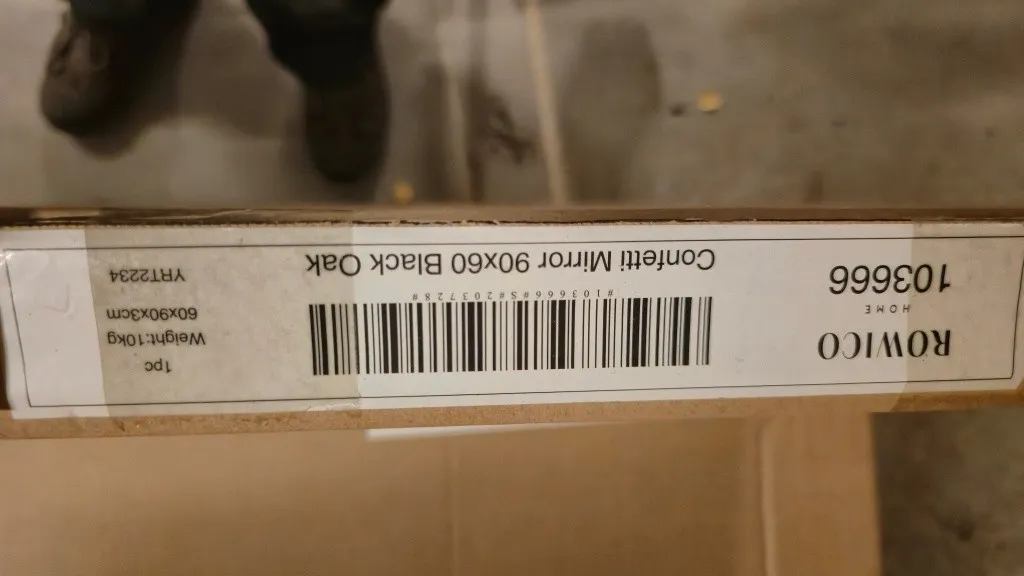 ROWICO
HOME
103666
#103666#S#203728#
Confetti Mirror 90x60 Black Oak
1pc
Weight:10kg
60x90x3cm
YRT2234